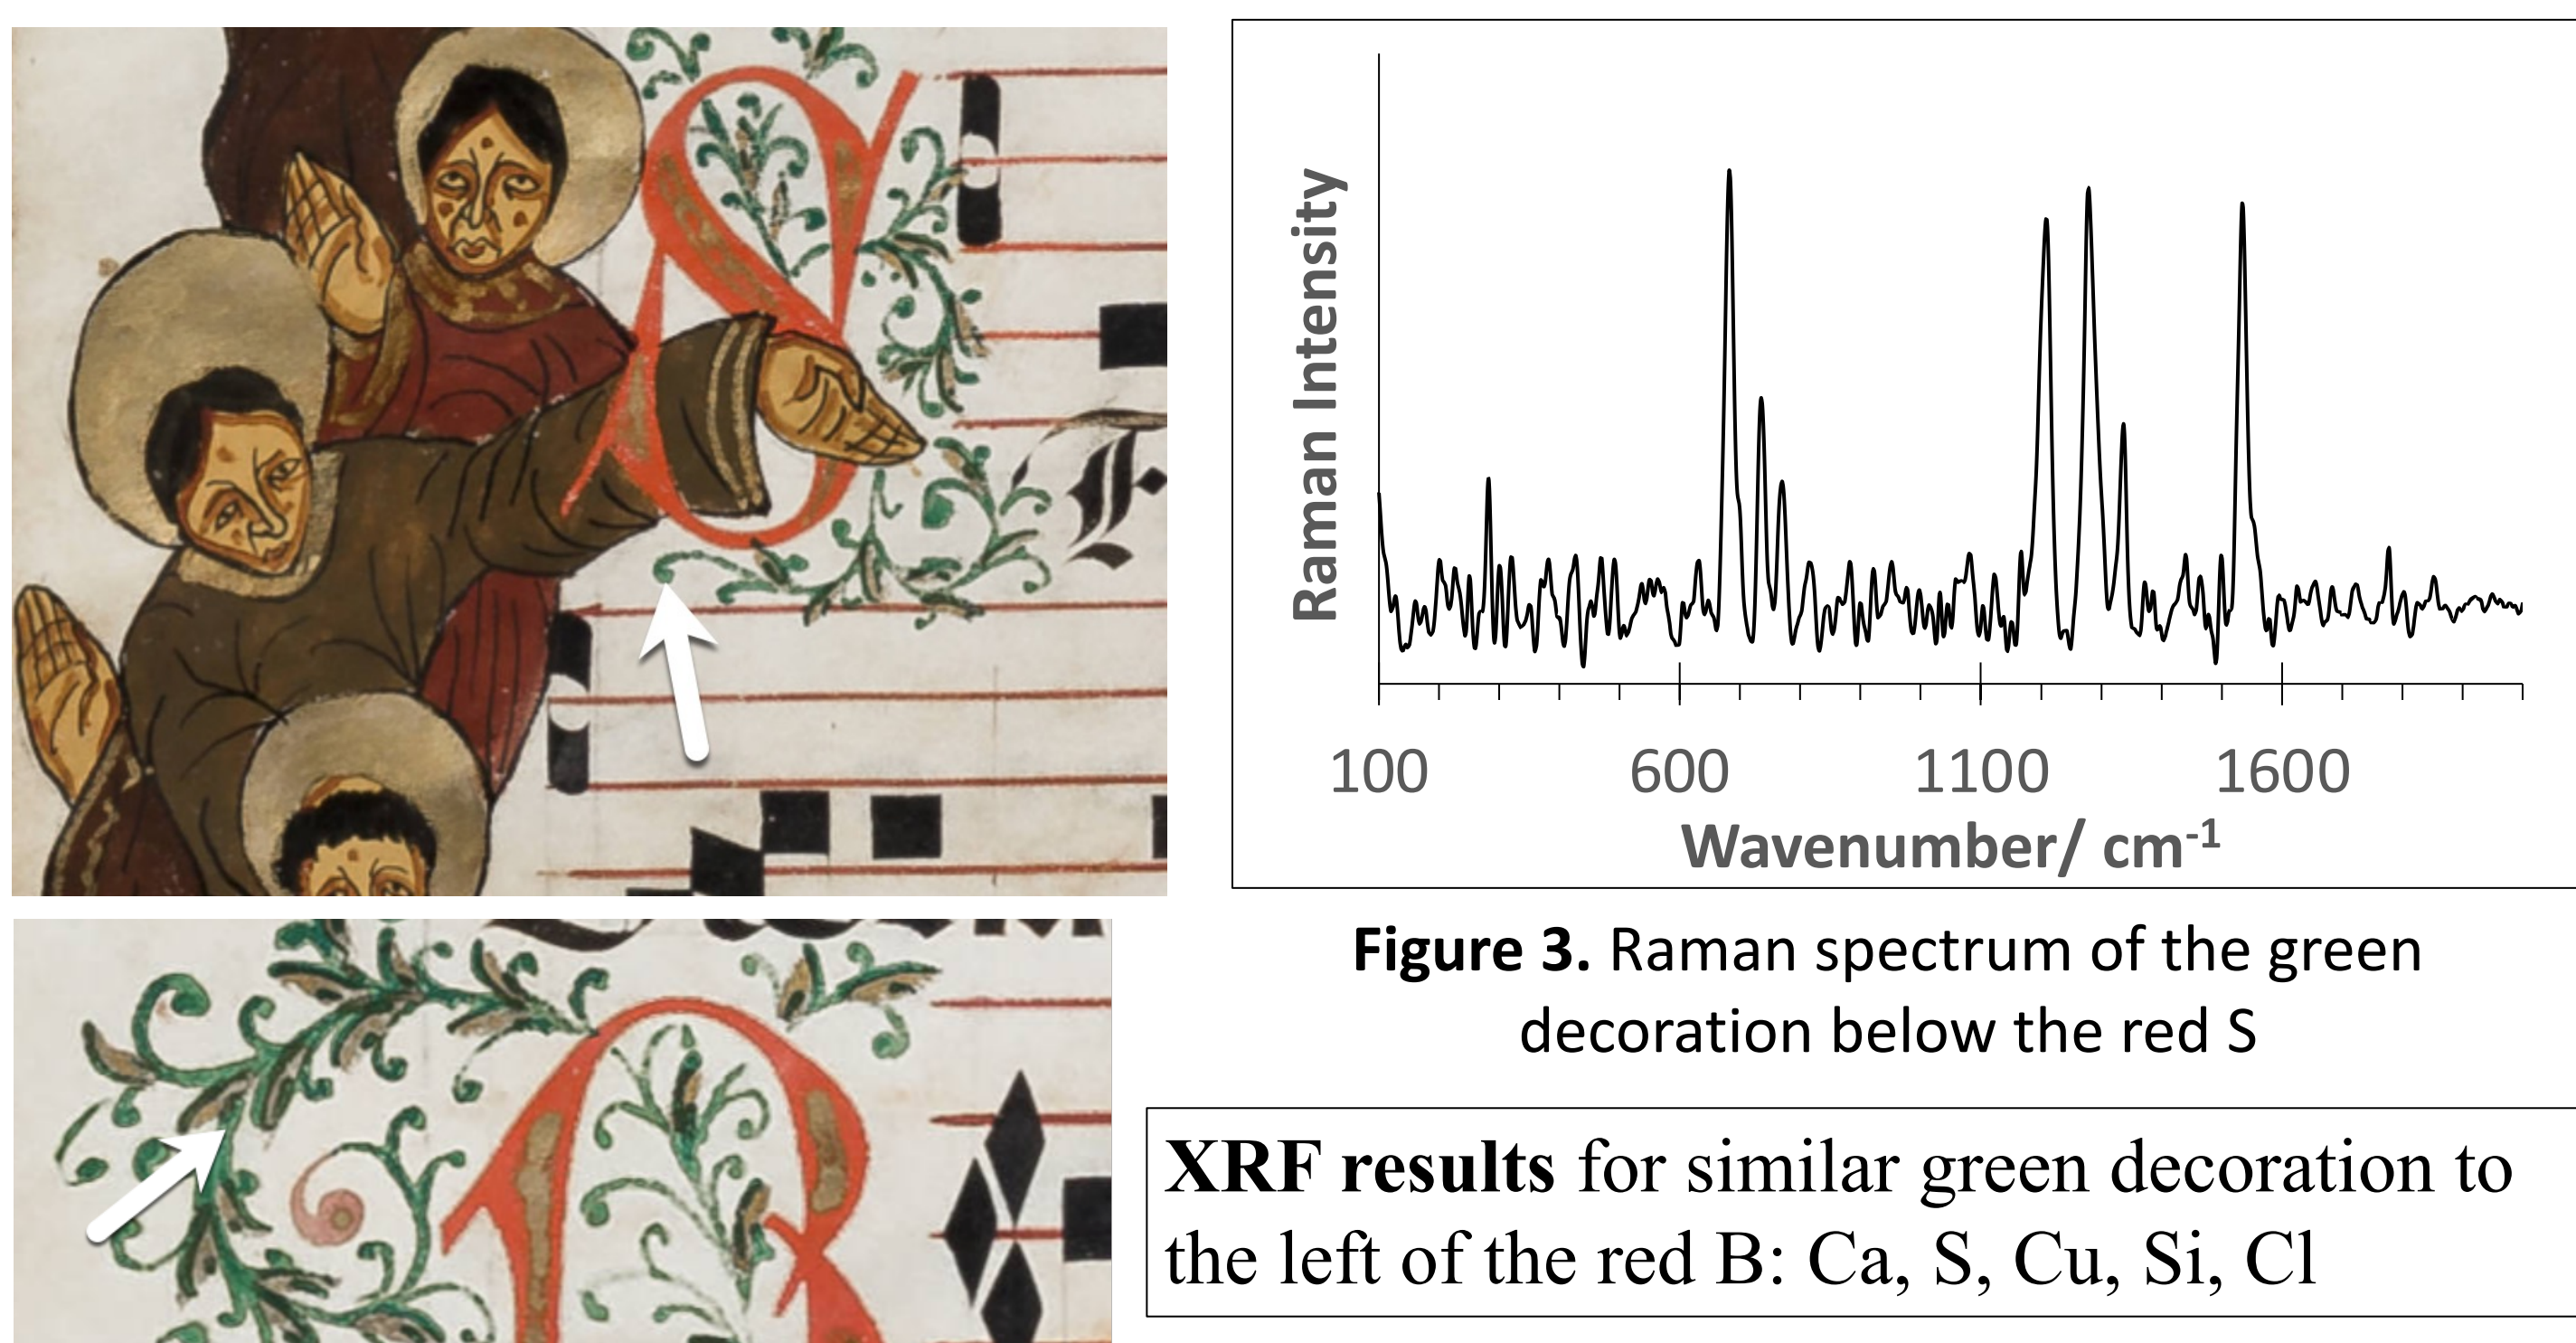 Raman Intensity
100 600 1100 1600
Wavenumber/ cm⁻¹
Figure 3. Raman spectrum of the green
decoration below the red S
XRF results for similar green decoration to
the left of the red B: Ca, S, Cu, Si, Cl
S